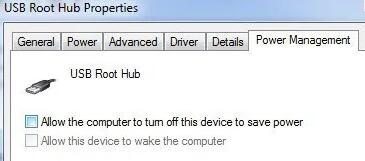 USB Root Hub Properties
General Power Advanced Driver Details Power Management
USB Root Hub
Allow the computer to turn off this device to save power
Allow this device to wake the computer